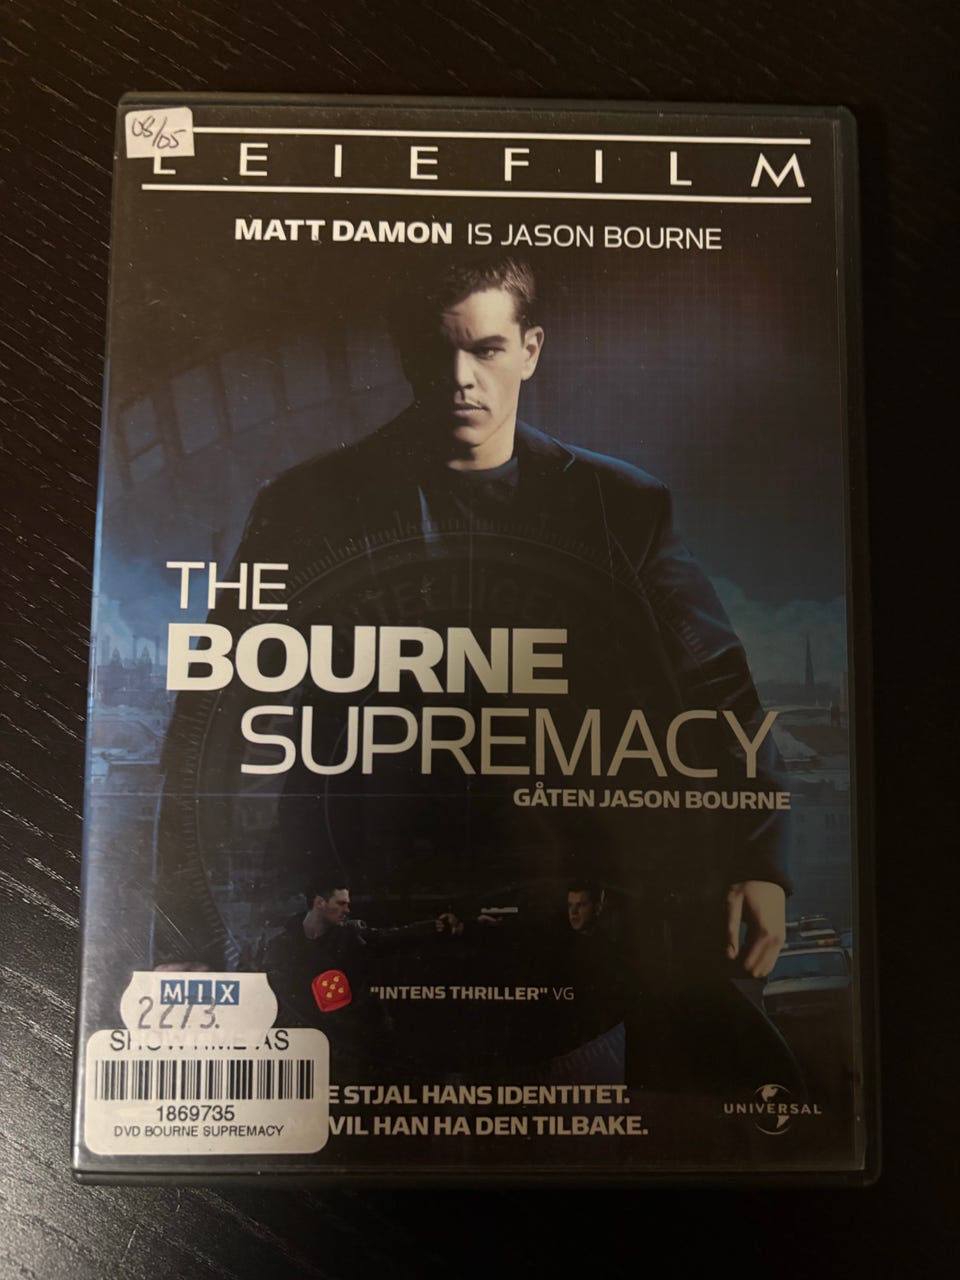 08/05
LEIEFILM
MATT DAMON IS JASON BOURNE
THE
BOURNE
SUPREMACY
GÅTEN JASON BOURNE
"INTENS THRILLER" VG
MIX
2273.
SHOWTIME AS
1869735
DVD BOURNE SUPREMACY
STJAL HANS IDENTITET.
VIL HAN HA DEN TILBAKE.
UNIVERSAL